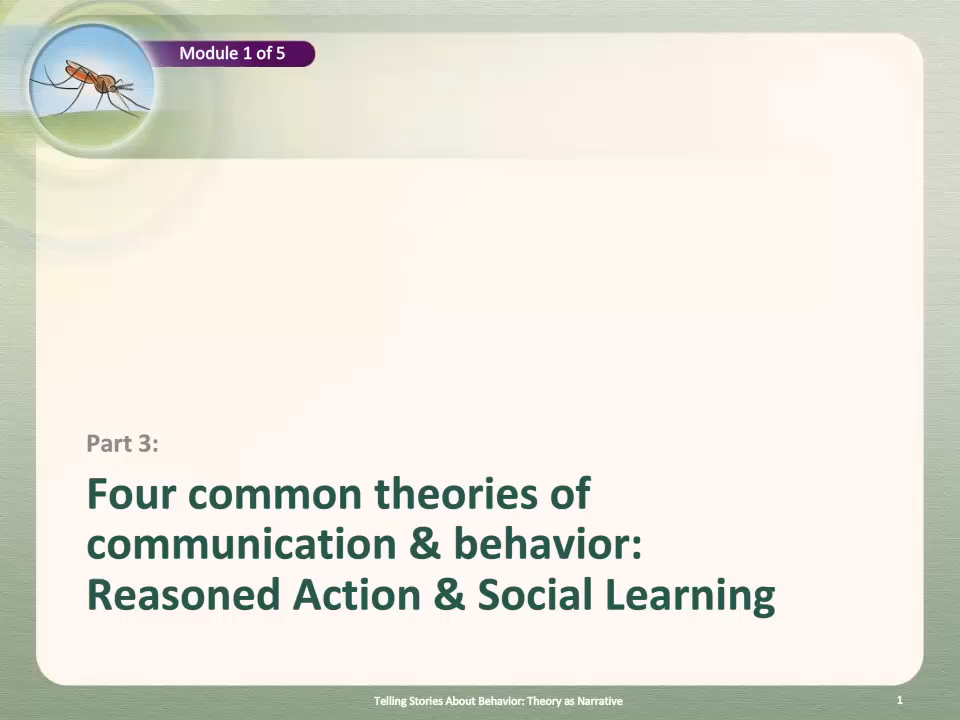 Module 1 of 5
Part 3:
Four common theories of
communication & behavior:
Reasoned Action & Social Learning
Telling Stories About Behavior: Theory as Narrative
1